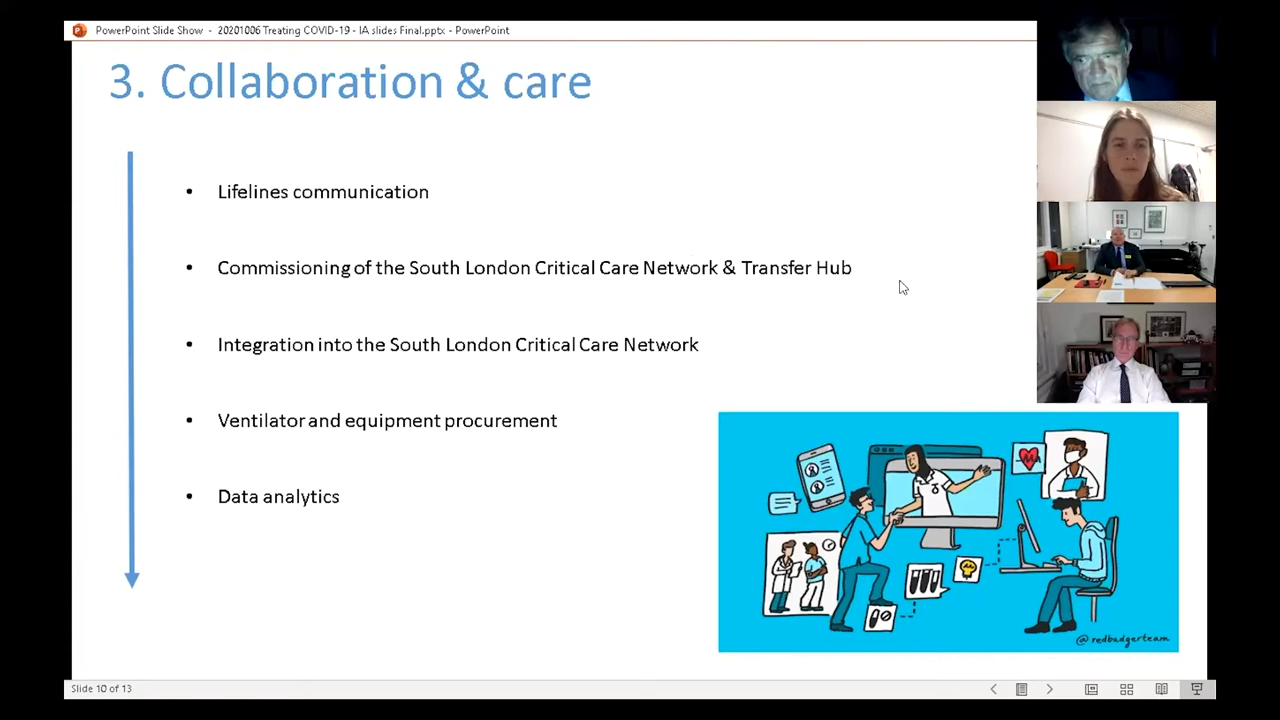 PowerPoint Slide Show - 20201006 Treating COVID-19 - IA slides Final.pptx - PowerPoint
3. Collaboration & care
• Lifelines communication
• Commissioning of the South London Critical Care Network & Transfer Hub
• Integration into the South London Critical Care Network
• Ventilator and equipment procurement
• Data analytics
@redbadgerteam
Slide 10 of 13